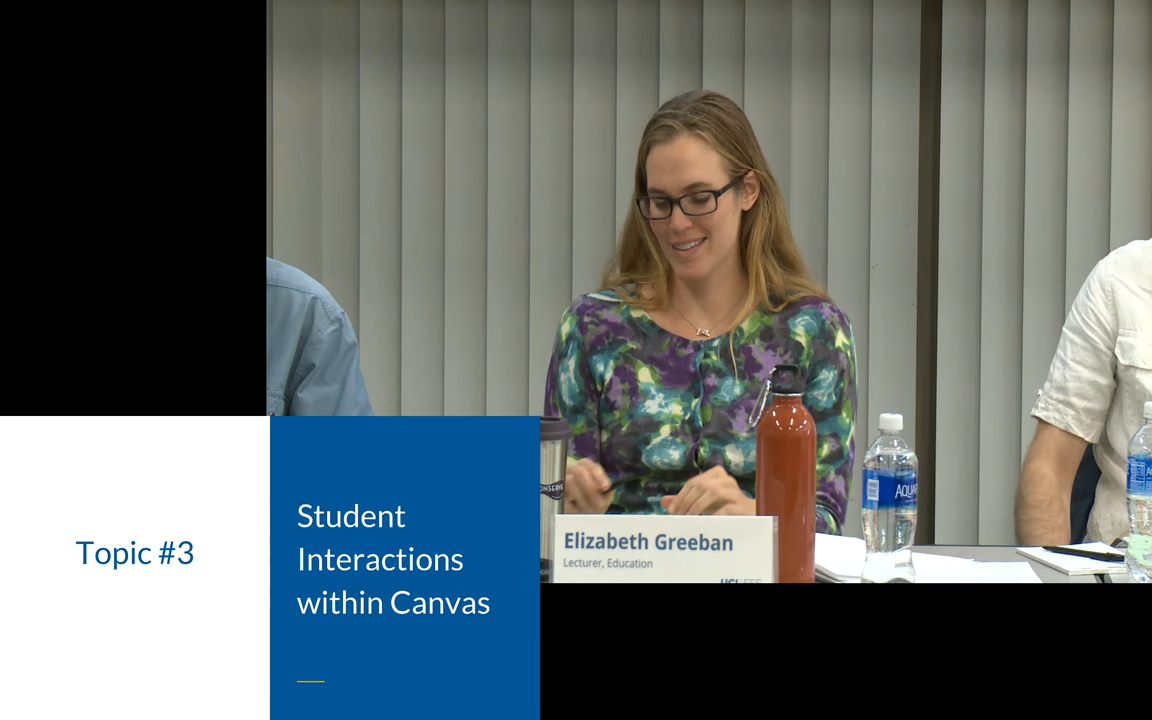 Topic #3
Student
Interactions
within Canvas
Elizabeth Greeban
Lecturer, Education